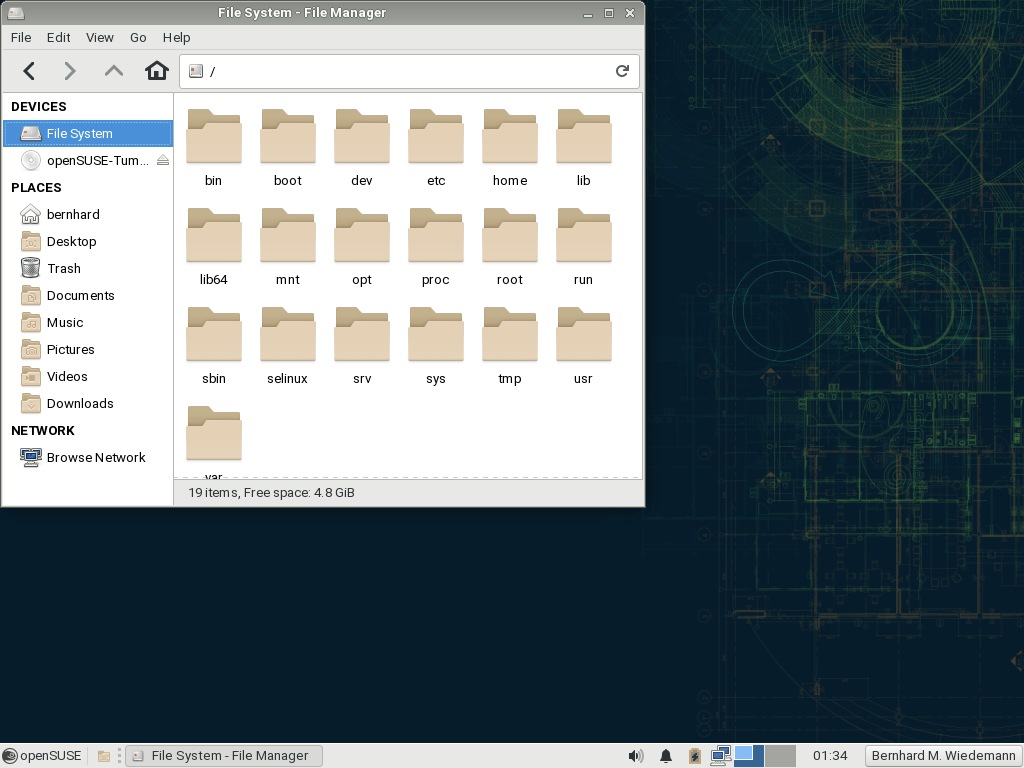 File System - File Manager
File Edit View Go Help
/
DEVICES
File System
openSUSE-Tum...
PLACES
bernhard
Desktop
Trash
Documents
Music
Pictures
Videos
Downloads
NETWORK
Browse Network
bin boot dev etc home lib
lib64 mnt opt proc root run
sbin selinux srv sys tmp usr
var
19 items, Free space: 4.8 GiB
openSUSE File System - File Manager 01:34 Bernhard M. Wiedemann